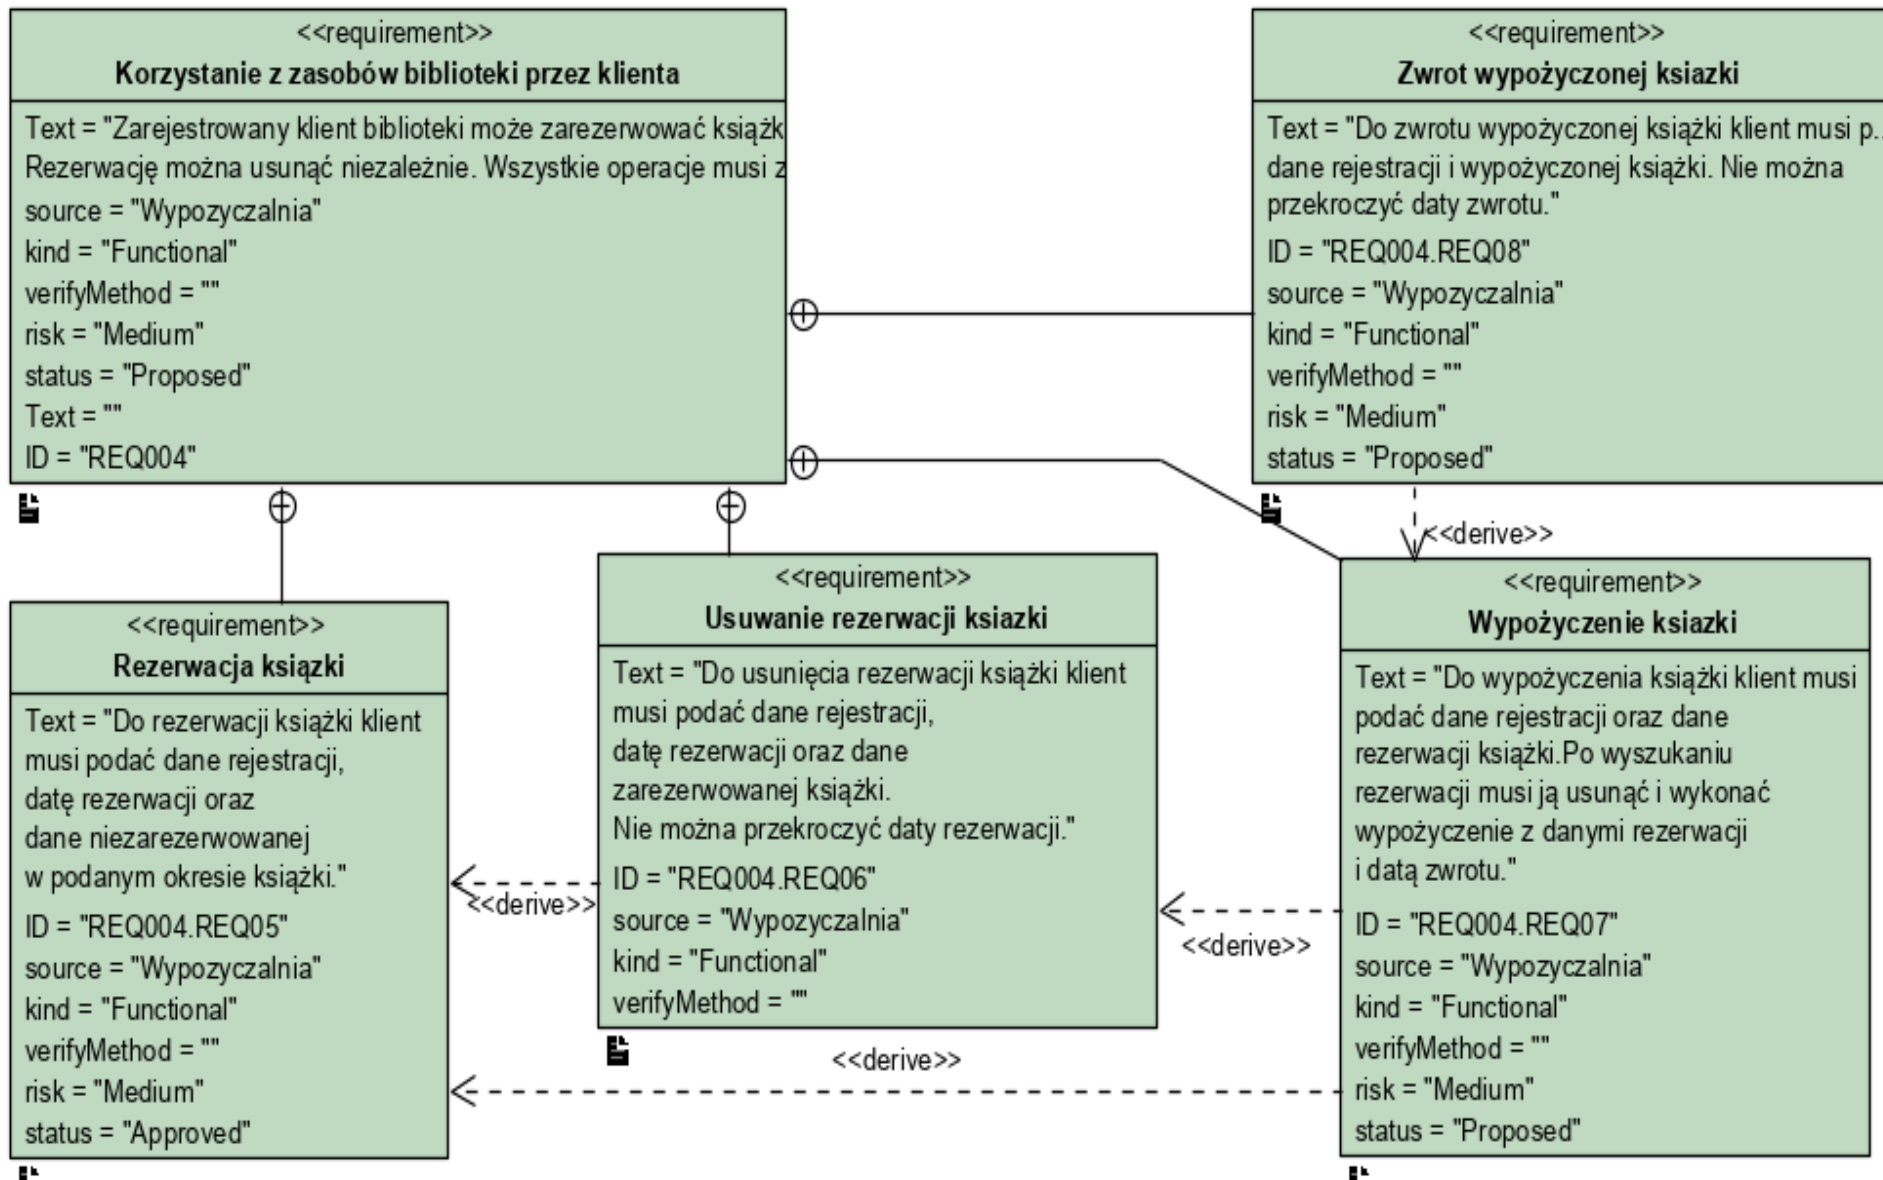 <<requirement>>
Korzystanie z zasobów biblioteki przez klienta
Text = "Zarejestrowany klient biblioteki może zarezerwować książk
Rezerwację można usunąć niezależnie. Wszystkie operacje musi z
source = "Wypozyczalnia"
kind = "Functional"
verifyMethod = ""
risk = "Medium"
status = "Proposed"
Text = ""
ID = "REQ004"
<<requirement>>
Zwrot wypożyczonej ksiazki
Text = "Do zwrotu wypożyczonej książki klient musi p...
dane rejestracji i wypożyczonej książki. Nie można
przekroczyć daty zwrotu."
ID = "REQ004.REQ08"
source = "Wypozyczalnia"
kind = "Functional"
verifyMethod = ""
risk = "Medium"
status = "Proposed"
<<derive>>
<<requirement>>
Rezerwacja książki
Text = "Do rezerwacji książki klient
musi podać dane rejestracji,
datę rezerwacji oraz
dane niezarezerwowanej
w podanym okresie książki."
ID = "REQ004.REQ05"
source = "Wypozyczalnia"
kind = "Functional"
verifyMethod = ""
risk = "Medium"
status = "Approved"
<<derive>>
<<requirement>>
Usuwanie rezerwacji ksiazki
Text = "Do usunięcia rezerwacji książki klient
musi podać dane rejestracji,
datę rezerwacji oraz dane
zarezerwowanej książki.
Nie można przekroczyć daty rezerwacji."
ID = "REQ004.REQ06"
source = "Wypozyczalnia"
kind = "Functional"
verifyMethod = ""
<<derive>>
<<derive>>
<<requirement>>
Wypożyczenie ksiazki
Text = "Do wypożyczenia książki klient musi
podać dane rejestracji oraz dane
rezerwacji książki.Po wyszukaniu
rezerwacji musi ją usunąć i wykonać
wypożyczenie z danymi rezerwacji
i datą zwrotu."
ID = "REQ004.REQ07"
source = "Wypozyczalnia"
kind = "Functional"
verifyMethod = ""
risk = "Medium"
status = "Proposed"